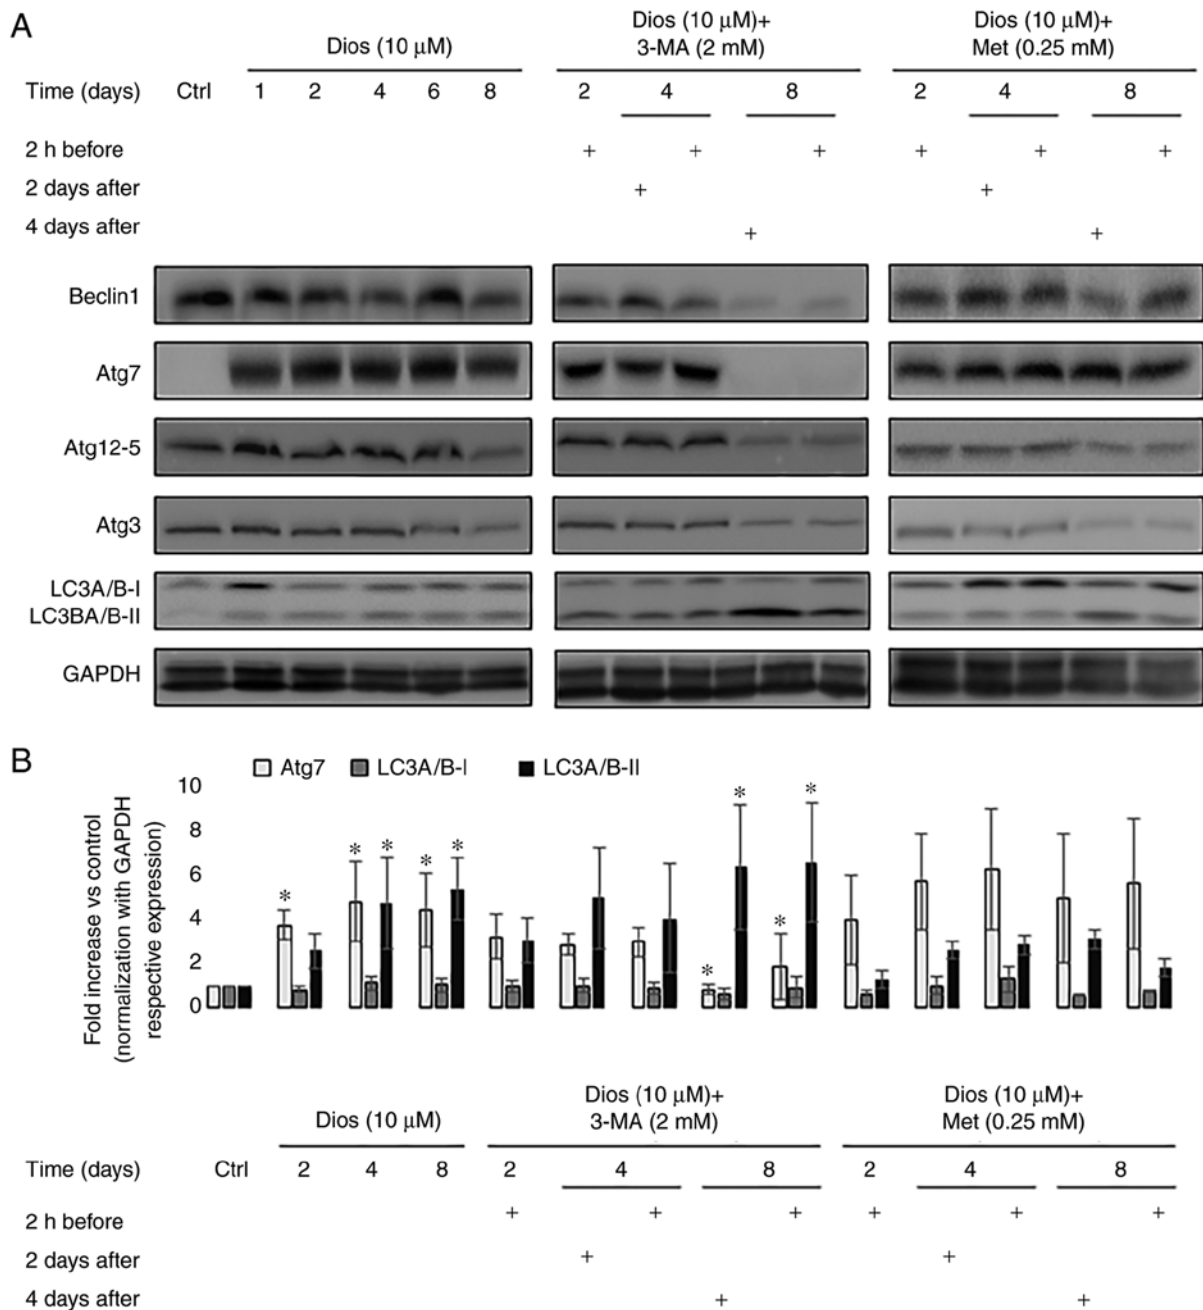 A
Dios (10 μM)
Dios (10 μM)+
3-MA (2 mM)
Dios (10 μM)+
Met (0.25 mM)
Time (days) Ctrl 1 2 4 6 8 2 4 8 2 4 8
2 h before + + + + + +
2 days after + +
4 days after + +
Beclin1
Atg7
Atg12-5
Atg3
LC3A/B-I
LC3BA/B-II
GAPDH
B
Atg7 LC3A/B-I LC3A/B-II
Fold increase vs control
(normalization with GAPDH
respective expression)
10
8
6
4
2
0
* * * * * * * * *
Dios (10 μM)
Dios (10 μM)+
3-MA (2 mM)
Dios (10 μM)+
Met (0.25 mM)
Time (days) Ctrl 2 4 8 2 4 8 2 4 8
2 h before + + + + + +
2 days after + +
4 days after + +